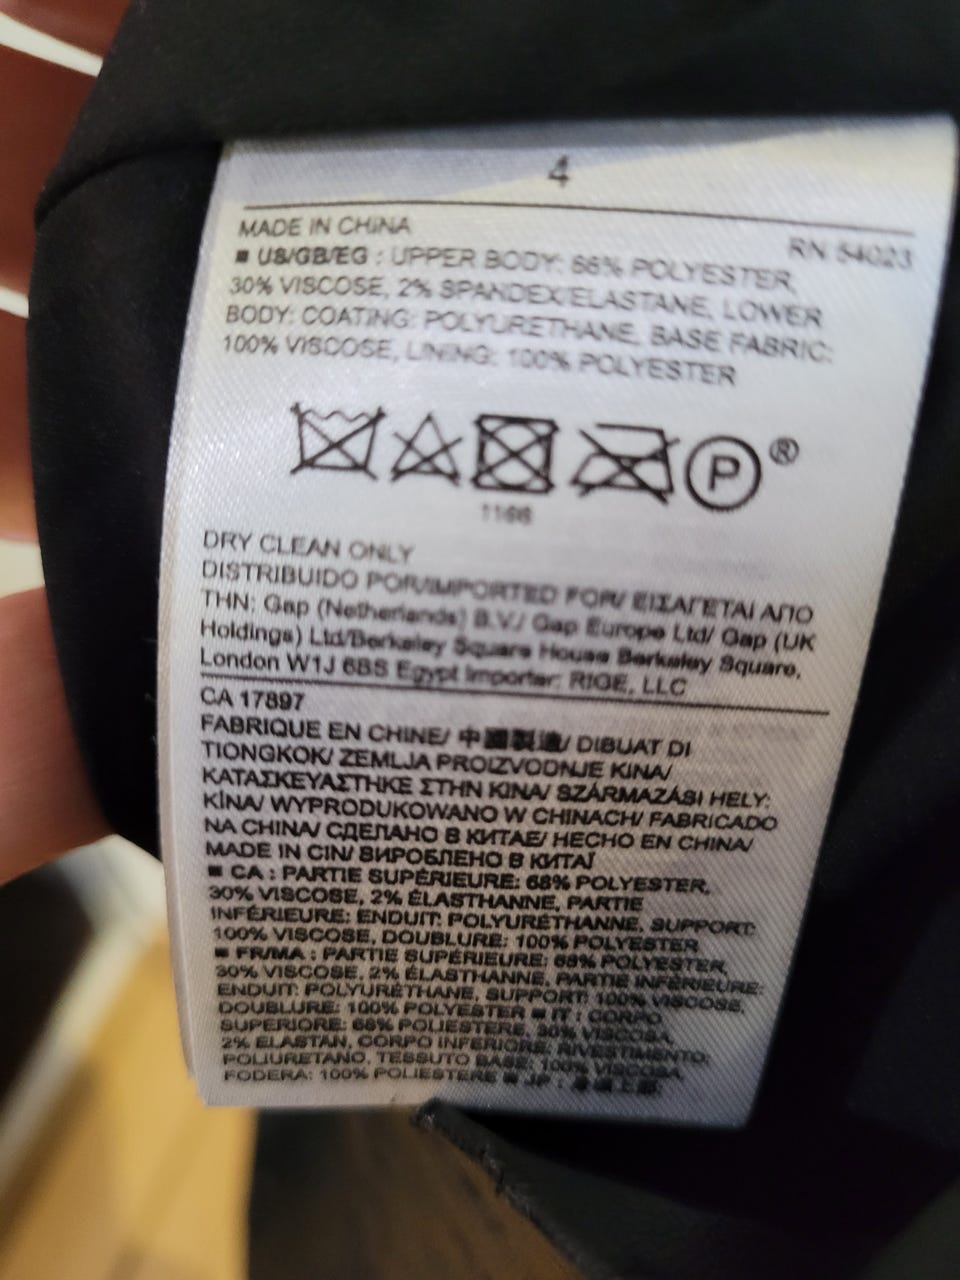 4
MADE IN CHINA
RN 54023
■ US/GB/EG : UPPER BODY: 68% POLYESTER,
30% VISCOSE, 2% SPANDEX/ELASTANE, LOWER
BODY: COATING: POLYURETHANE, BASE FABRIC:
100% VISCOSE, LINING: 100% POLYESTER
P ®
1166
DRY CLEAN ONLY
DISTRIBUIDO POR/IMPORTED FOR/ ΕΙΣΑΓΕΤΑΙ ΑΠΟ
ΤΗΝ: Gap (Netherlands) B.V./ Gap Europe Ltd/ Gap (UK
Holdings) Ltd/Berkeley Square House Berkeley Square,
London W1J 6BS Egypt Importer: RIGE, LLC
CA 17897
FABRIQUE EN CHINE/ 中國製造/ DIBUAT DI
TIONGKOK/ ZEMLJA PROIZVODNJE KINA/
ΚΑΤΑΣΚΕΥΑΣΤΗΚΕ ΣΤΗΝ ΚΙΝΑ/ SZÁRMAZÁSI HELY:
KÍNA/ WYPRODUKOWANO W CHINACH/ FABRICADO
NA CHINA/ СДЕЛАНО В КИТАЕ/ HECHO EN CHINA/
MADE IN CIN/ ВИРОБЛЕНО В КИТАЇ
■ CA : PARTIE SUPÉRIEURE: 68% POLYESTER,
30% VISCOSE, 2% ÉLASTHANNE, PARTIE
INFÉRIEURE: ENDUIT: POLYURÉTHANNE, SUPPORT:
100% VISCOSE, DOUBLURE: 100% POLYESTER
■ FR/MA : PARTIE SUPÉRIEURE: 68% POLYESTER,
30% VISCOSE, 2% ÉLASTHANNE, PARTIE INFÉRIEURE:
ENDUIT: POLYURÉTHANE, SUPPORT: 100% VISCOSE,
DOUBLURE: 100% POLYESTER ■ IT : CORPO
SUPERIORE: 68% POLIESTERE, 30% VISCOSA,
2% ELASTAN, CORPO INFERIORE: RIVESTIMENTO:
POLIURETANO, TESSUTO BASE: 100% VISCOSA,
FODERA: 100% POLIESTERE ■ JP :